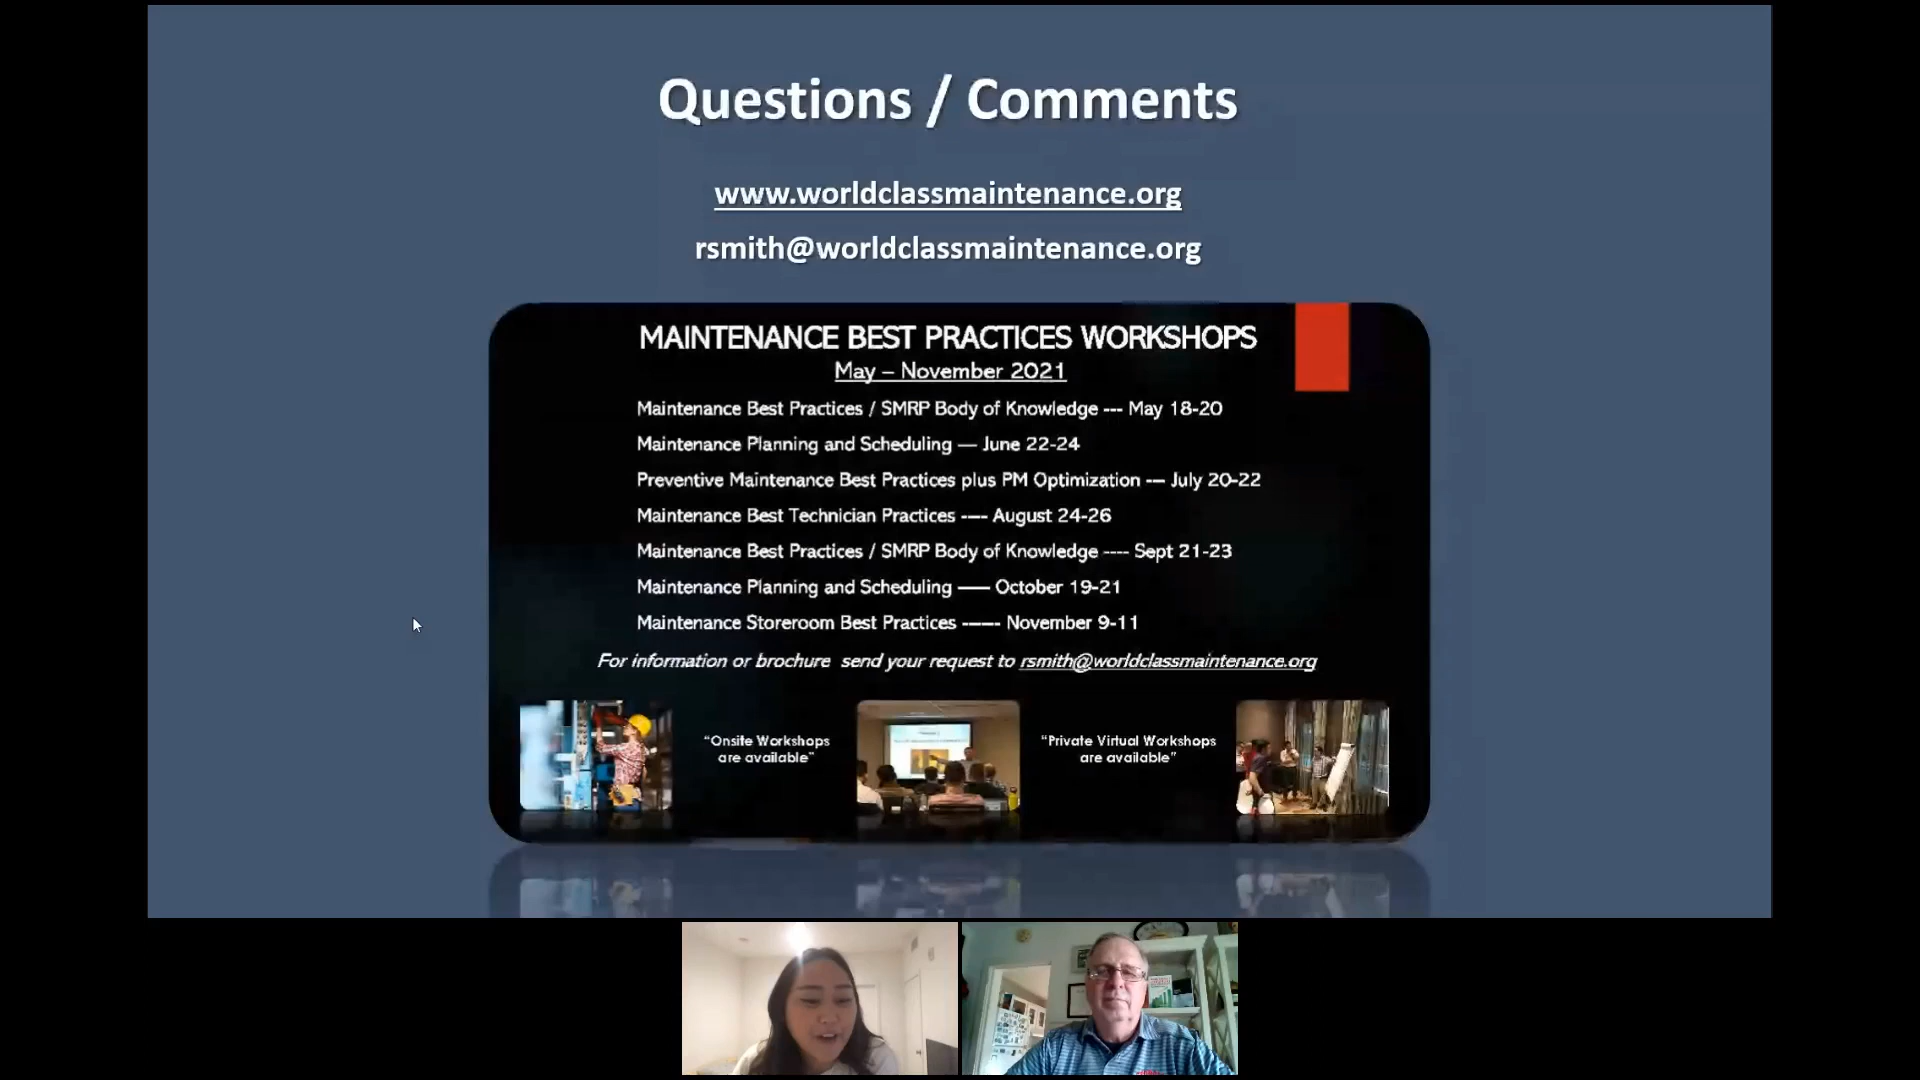 Questions / Comments
www.worldclassmaintenance.org
rsmith@worldclassmaintenance.org
MAINTENANCE BEST PRACTICES WORKSHOPS
May – November 2021
Maintenance Best Practices / SMRP Body of Knowledge --- May 18-20
Maintenance Planning and Scheduling — June 22-24
Preventive Maintenance Best Practices plus PM Optimization --- July 20-22
Maintenance Best Technician Practices ---- August 24-26
Maintenance Best Practices / SMRP Body of Knowledge ---- Sept 21-23
Maintenance Planning and Scheduling —— October 19-21
Maintenance Storeroom Best Practices ------ November 9-11
For information or brochure send your request to rsmith@worldclassmaintenance.org
“Onsite Workshops
are available”
“Private Virtual Workshops
are available”